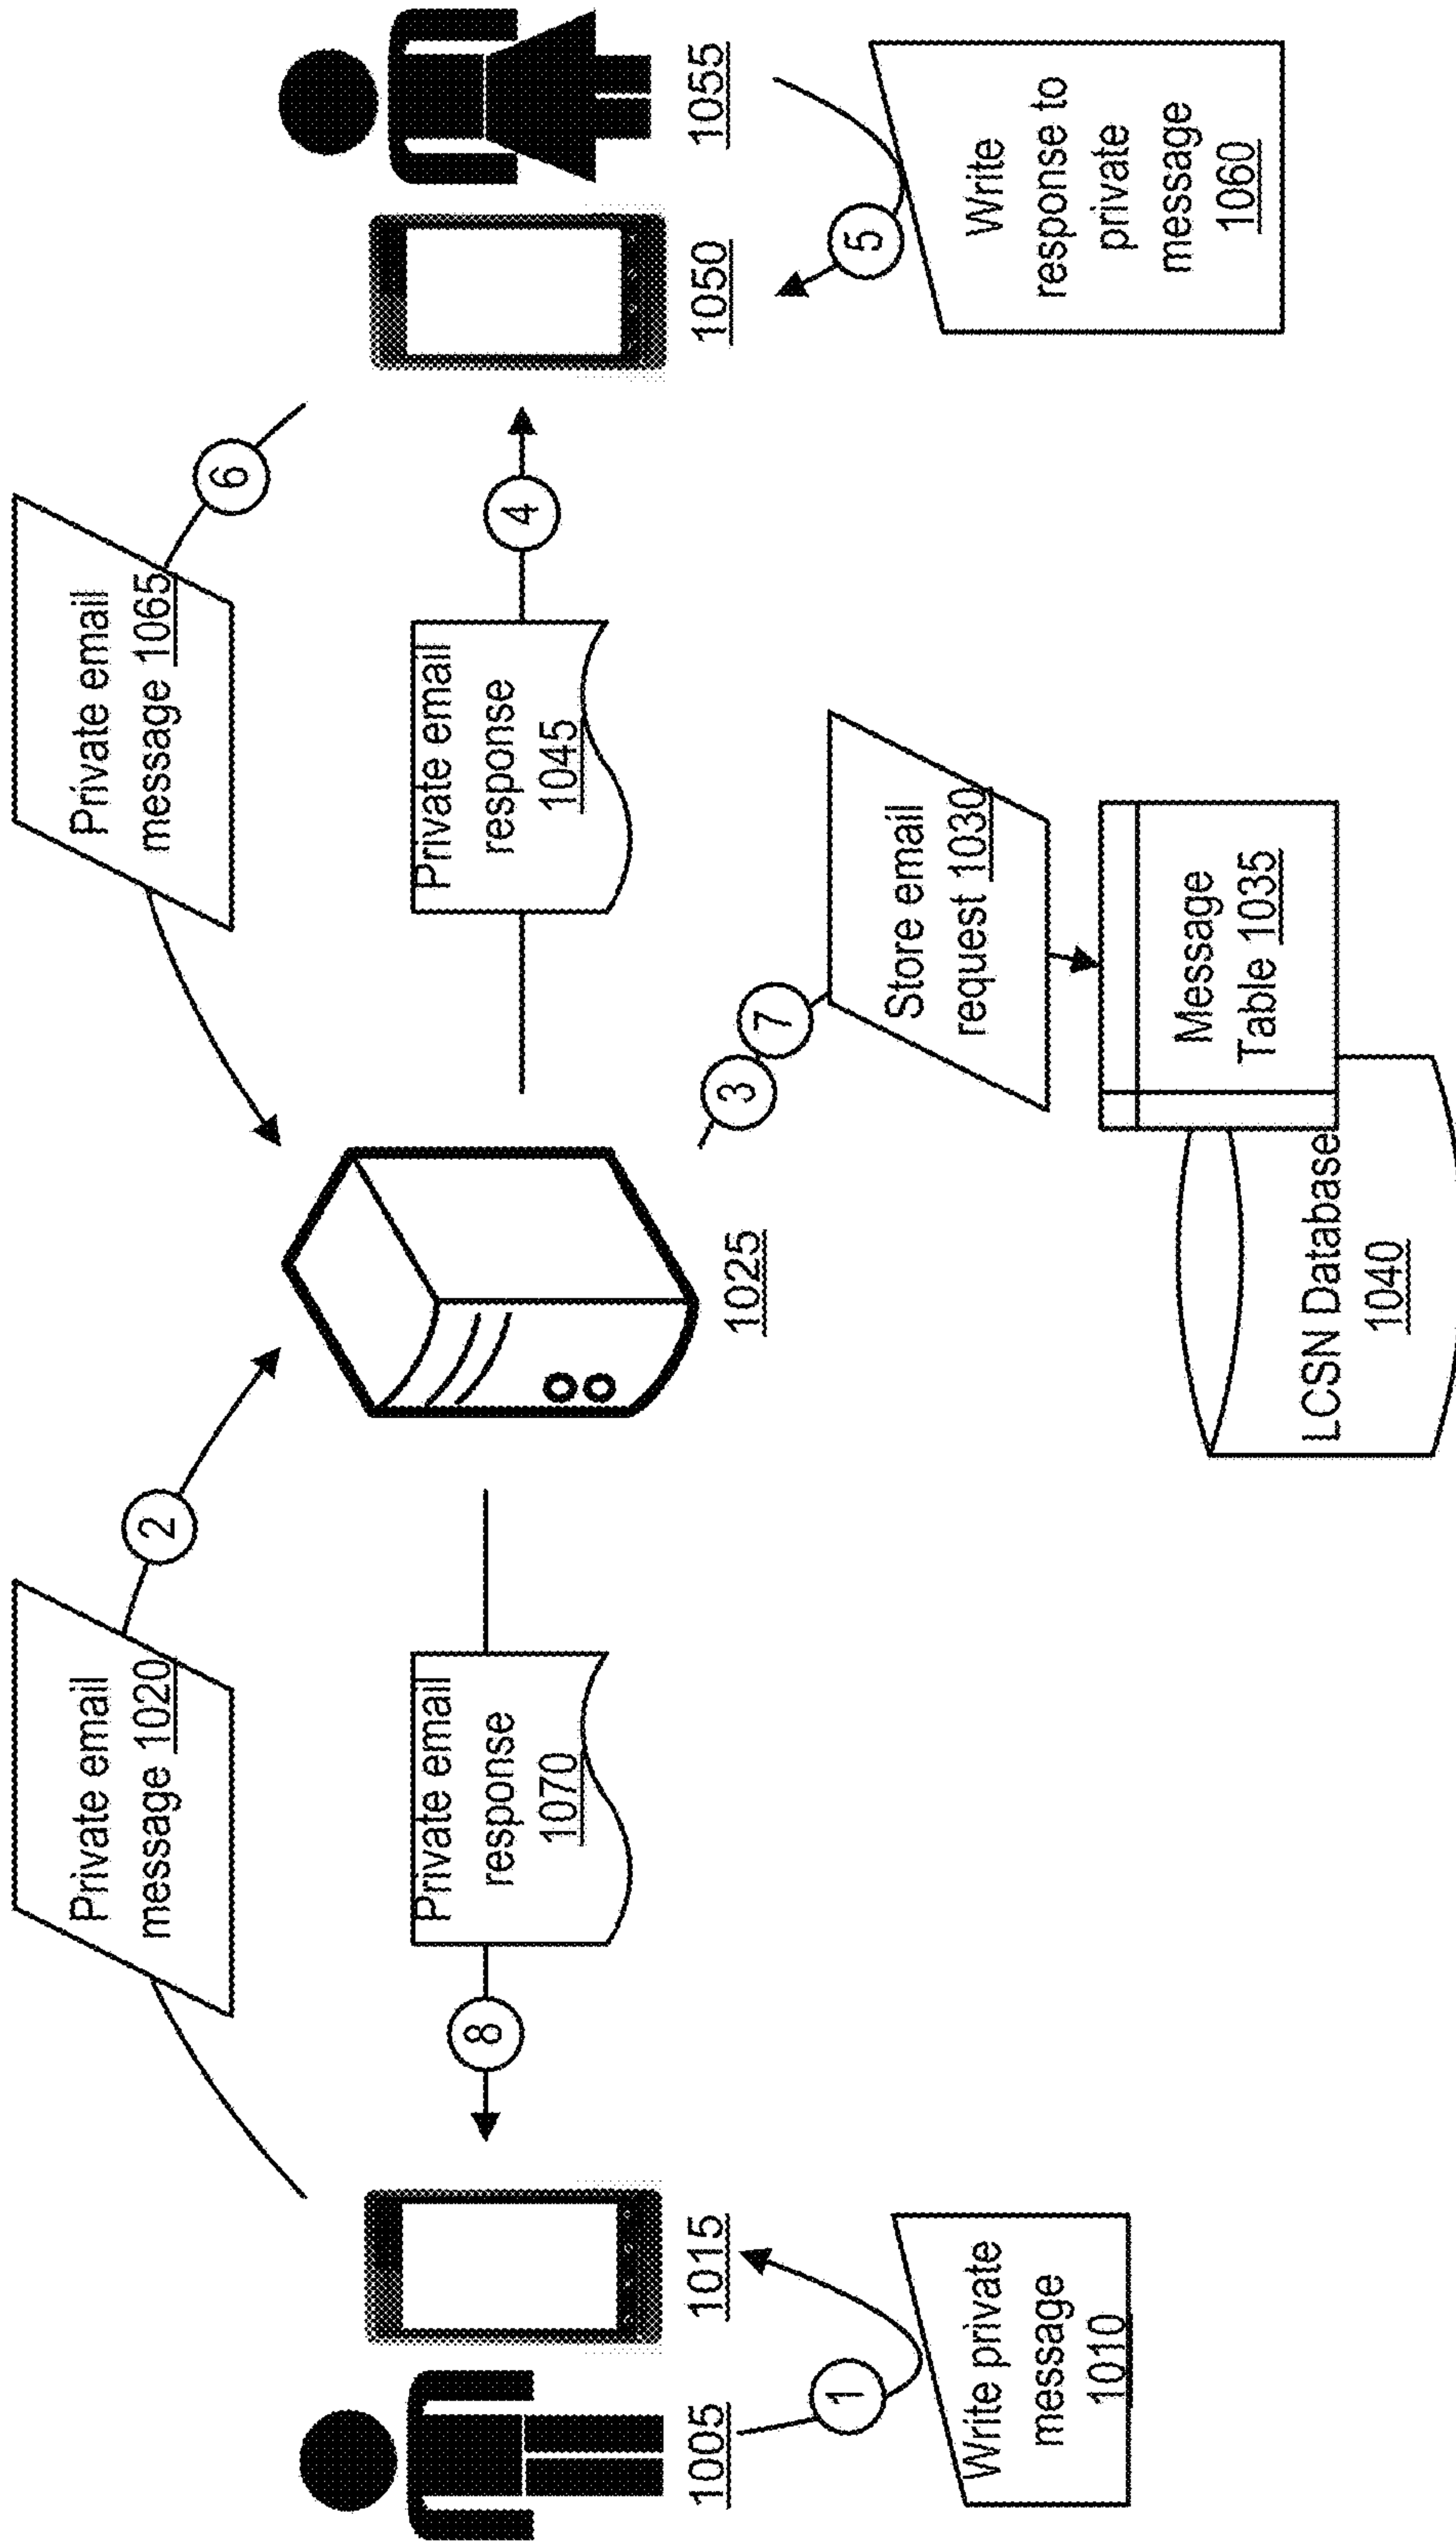 Private email
message 1020
Private email
message 1065
2
6
Private email
response
1070
8
Private email
response
1045
4
1005
1015
1025
1050
1055
1
Write private
message
1010
3
7
Store email
request 1030
Message
Table 1035
LCSN Database
1040
5
Write
response to
private
message
1060